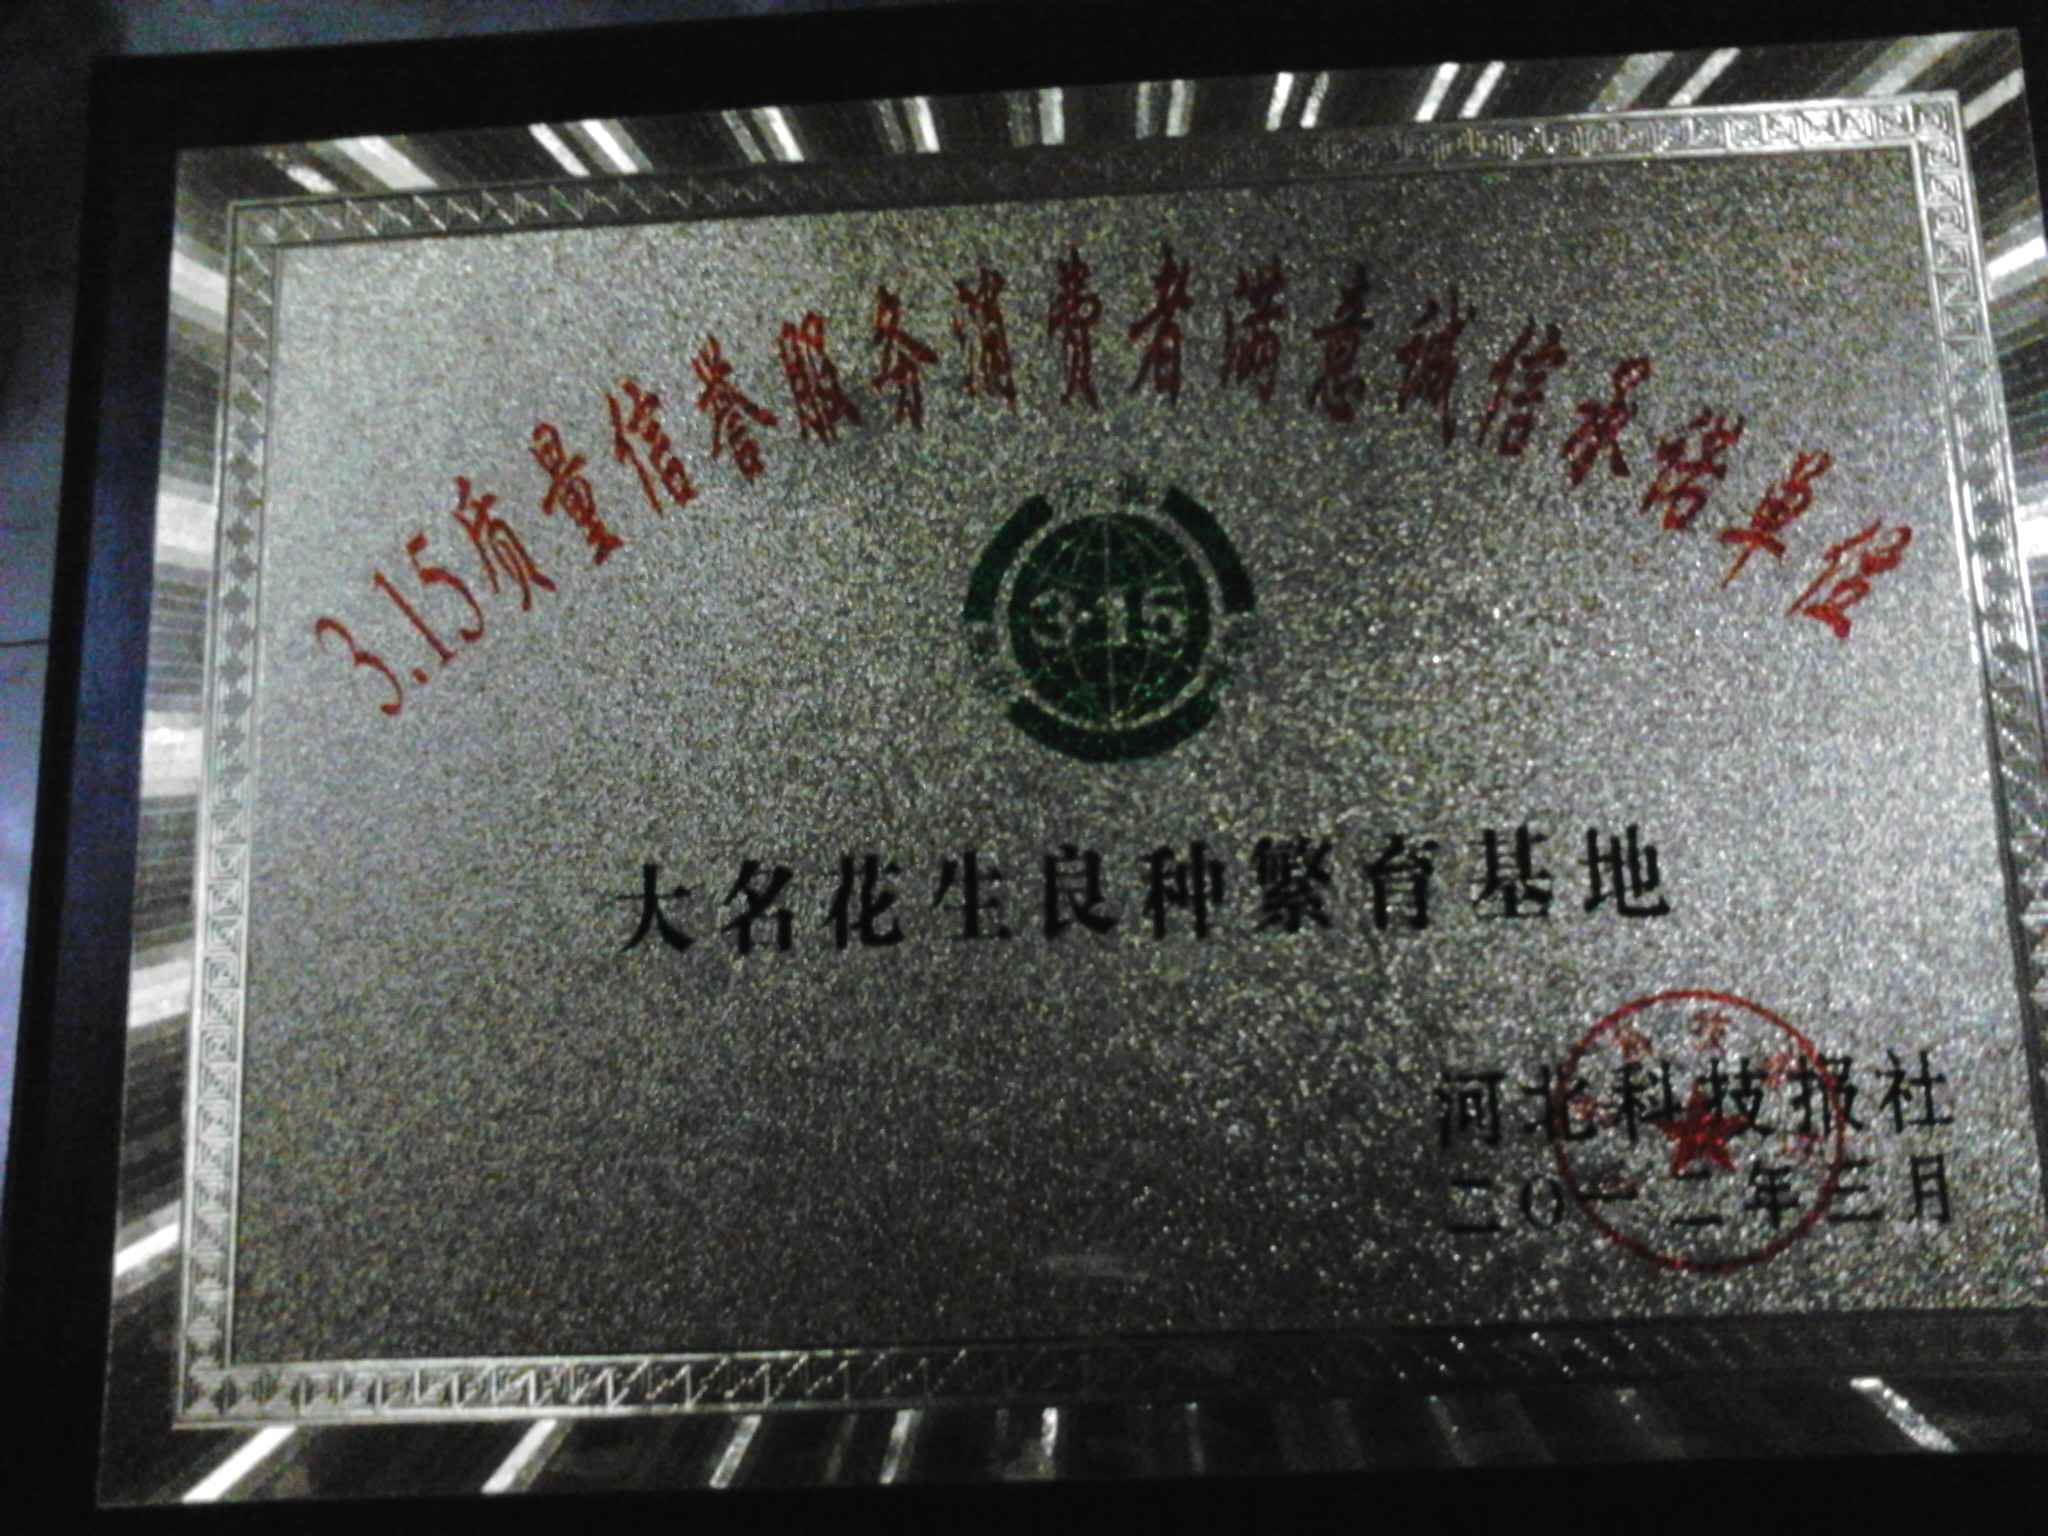 3.15质量信誉服务消费者满意诚信承诺单位
3·15
大名花生良种繁育基地
河北科技报社
二〇一二年三月